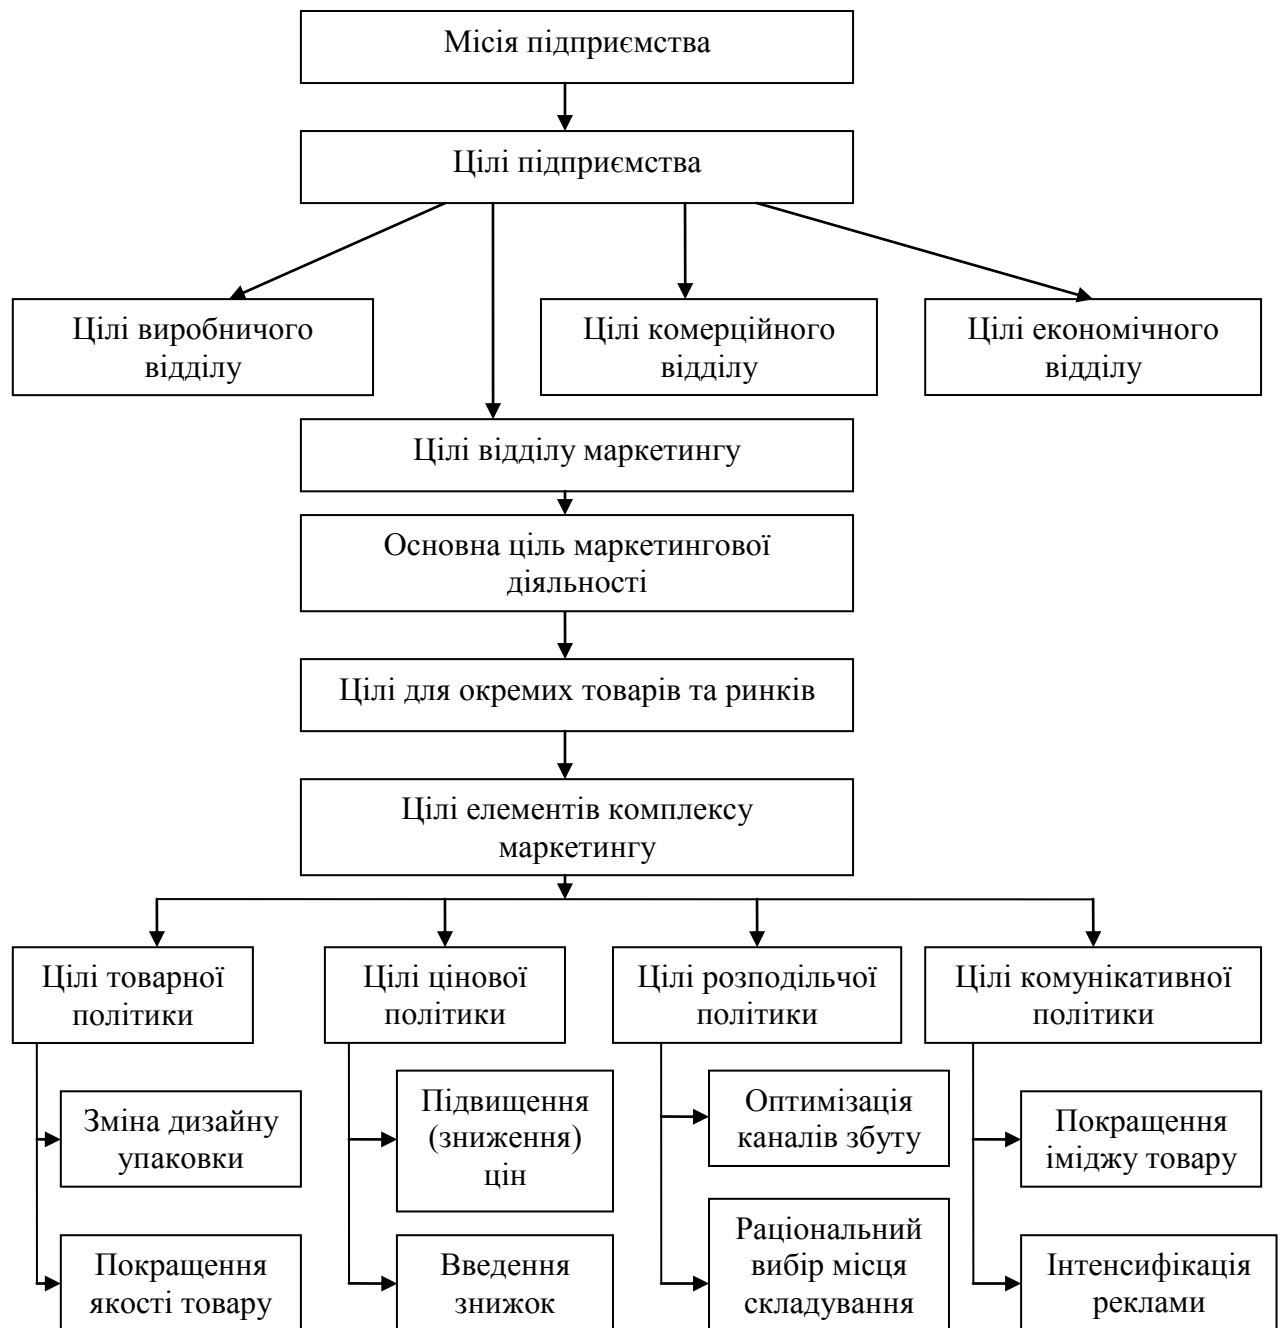 Місія підприємства
Цілі підприємства
Цілі виробничого
відділу
Цілі комерційного
відділу
Цілі економічного
відділу
Цілі відділу маркетингу
Основна ціль маркетингової
діяльності
Цілі для окремих товарів та ринків
Цілі елементів комплексу
маркетингу
Цілі товарної
політики
Цілі цінової
політики
Цілі розподільчої
політики
Цілі комунікативної
політики
Зміна дизайну
упаковки
Підвищення
(зниження)
цін
Оптимізація
каналів збуту
Покращення
іміджу товару
Покращення
якості товару
Введення
знижок
Раціональний
вибір місця
складування
Інтенсифікація
реклами